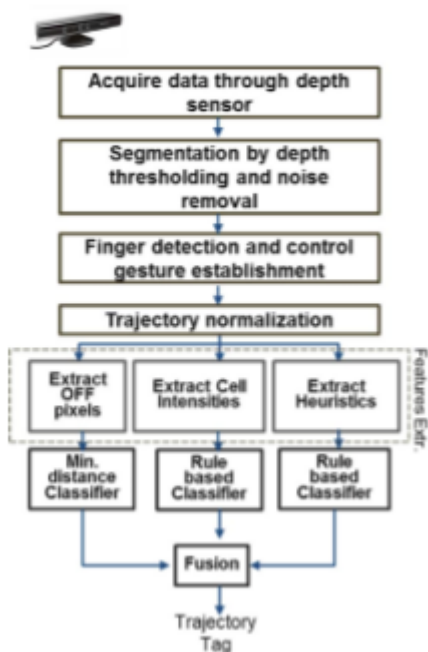 Acquire data through depth
sensor
Segmentation by depth
thresholding and noise
removal
Finger detection and control
gesture establishment
Trajectory normalization
Extract
OFF
pixels
Extract Cell
Intensities
Extract
Heuristics
Features Extr.
Min.
distance
Classifier
Rule
based
Classifier
Rule
based
Classifier
Fusion
Trajectory
Tag